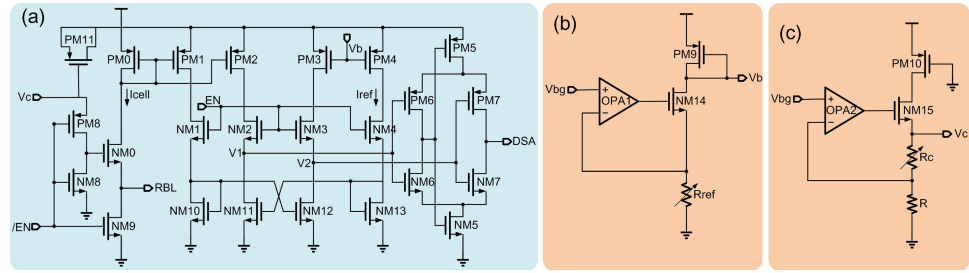 (a)
PM11
PM0
PM1
PM2
PM3
Vb
PM4
PM5
Icell
Iref
Vc
EN
PM6
PM7
PM8
NM0
NM1
NM2
NM3
NM4
DSA
V1
V2
NM8
RBL
NM6
NM7
NM10
NM11
NM12
NM13
NM5
/EN
NM9
(b)
PM9
Vb
Vbg
+
OPA1
−
NM14
Rref
(c)
PM10
Vbg
+
OPA2
−
NM15
Vc
Rc
R